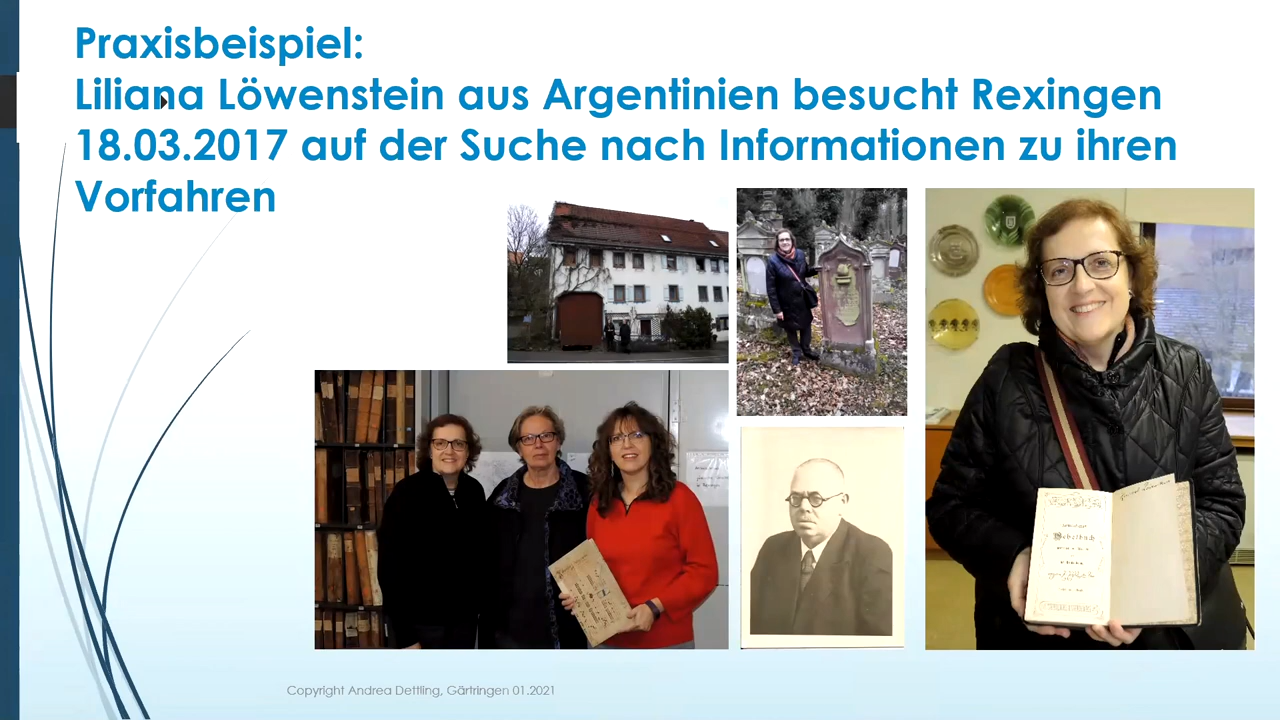 Praxisbeispiel:
Liliana Löwenstein aus Argentinien besucht Rexingen
18.03.2017 auf der Suche nach Informationen zu ihren
Vorfahren
Gebetbuch
Copyright Andrea Dettling, Gärtringen 01.2021